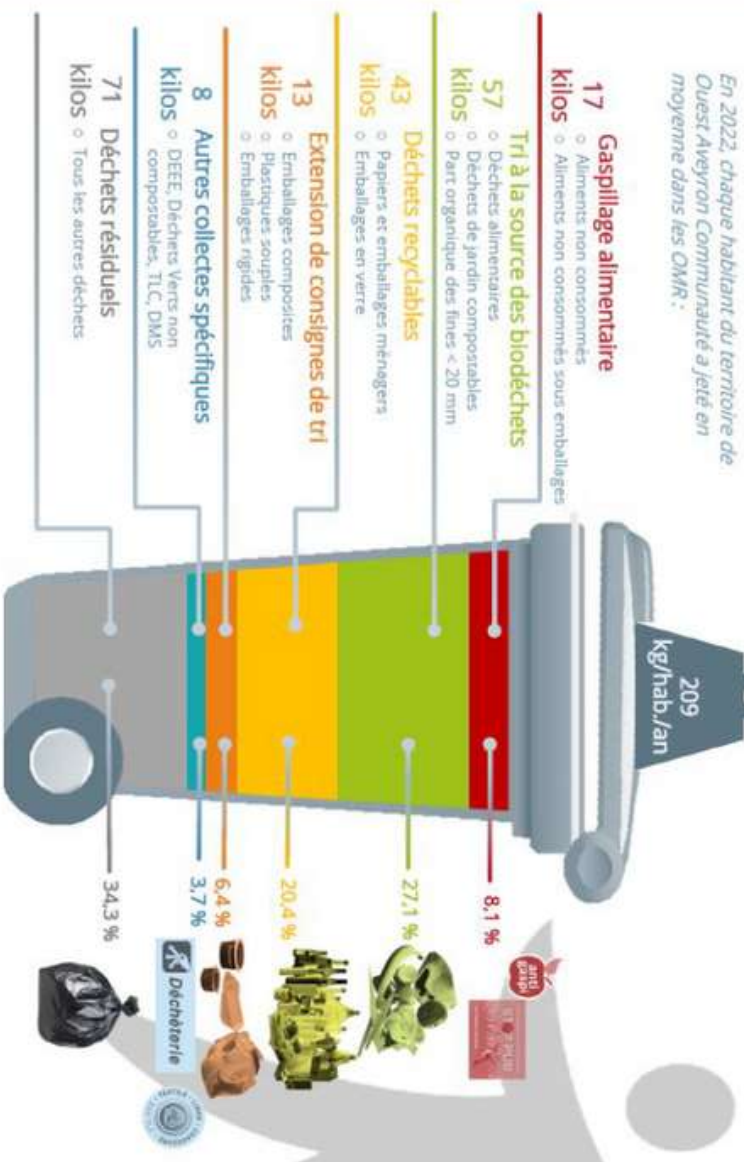 En 2022, chaque habitant du territoire de
Ouest Aveyron Communauté a jeté en
moyenne dans les OMR :
209
kg/hab./an
Gaspillage alimentaire
17
kilos
○ Aliments non consommés
○ Aliments non consommés sous emballages
8,1 %
anti
gaspi
Tri à la source des biodéchets
57
kilos
○ Déchets alimentaires
○ Déchets de jardin compostables
○ Part organique des fines < 20 mm
27,1 %
43 Déchets recyclables
kilos
○ Papiers et emballages ménagers
○ Emballages en verre
20,4 %
Extension de consignes de tri
13
kilos
○ Emballages composites
○ Plastiques souples
○ Emballages rigides
6,4 %
8 Autres collectes spécifiques
kilos
○ DEEE, Déchets Verts non
compostables, TLC, DMS
3,7 %
Déchèterie
71 Déchets résiduels
kilos
○ Tous les autres déchets
34,3 %